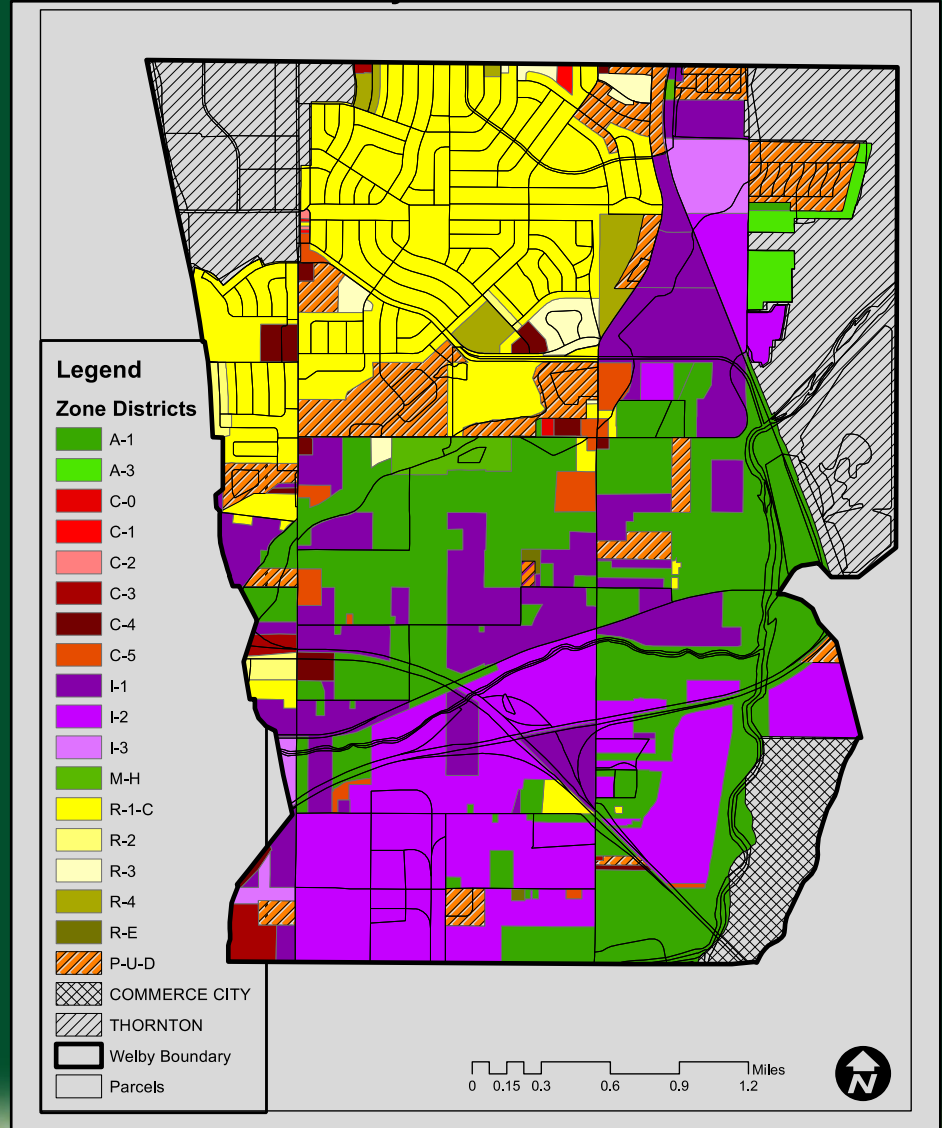 Legend
Zone Districts
A-1
A-3
C-0
C-1
C-2
C-3
C-4
C-5
I-1
I-2
I-3
M-H
R-1-C
R-2
R-3
R-4
R-E
P-U-D
COMMERCE CITY
THORNTON
Welby Boundary
Parcels
Miles
0 0.15 0.3 0.6 0.9 1.2
N